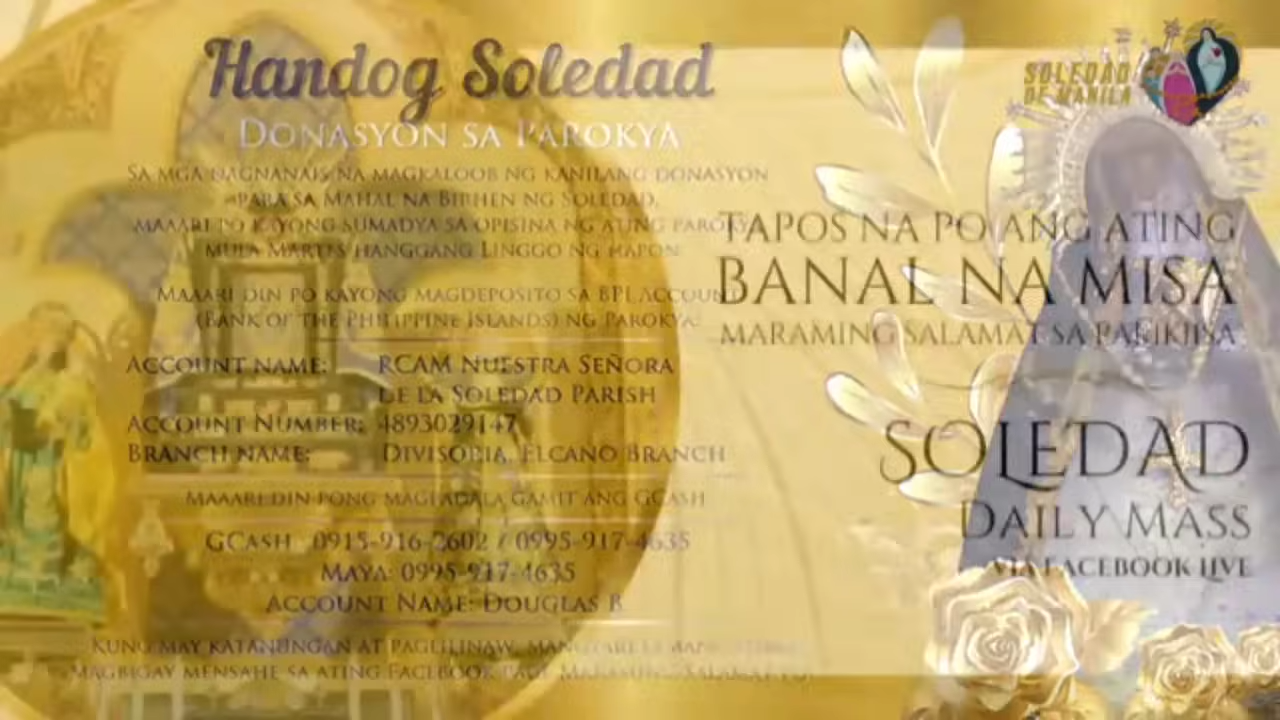 Handog Soledad
DONASYON SA PAROKYA
SA MGA NAGNANAIS NA MAGKALOOB NG KANILANG DONASYON
PARA SA MAHAL NA BIRHEN NG SOLEDAD,
MAAARI PO KAYONG SUMADYA SA OPISINA NG ATING PAROKYA
MULA MARTES HANGGANG LINGGO NG HAPON
MAAARI DIN PO KAYONG MAGDEPOSITO SA BPI ACCOUNT
(BANK OF THE PHILIPPINE ISLANDS) NG PAROKYA:
ACCOUNT NAME: RCAM NUESTRA SEÑORA
DE LA SOLEDAD PARISH
ACCOUNT NUMBER: 4893029147
BRANCH NAME: DIVISORIA, ELCANO BRANCH
MAAARI DIN PONG MAGPADALA GAMIT ANG GCASH
GCASH: 0915-916-2602 / 0995-917-4635
MAYA: 0995-917-4635
ACCOUNT NAME: DOUGLAS B
KUNG MAY KATANUNGAN AT PAGLILINAW,
MAGBIGAY MENSAHE SA ATING FACEBOOK PAGE SALAMAT PO
SOLEDAD
DE MANILA
TAPOS NA PO ANG ATING
BANAL NA MISA
MARAMING SALAMAT SA PAKIKIISA
SOLEDAD
DAILY MASS
VIA FACEBOOK LIVE